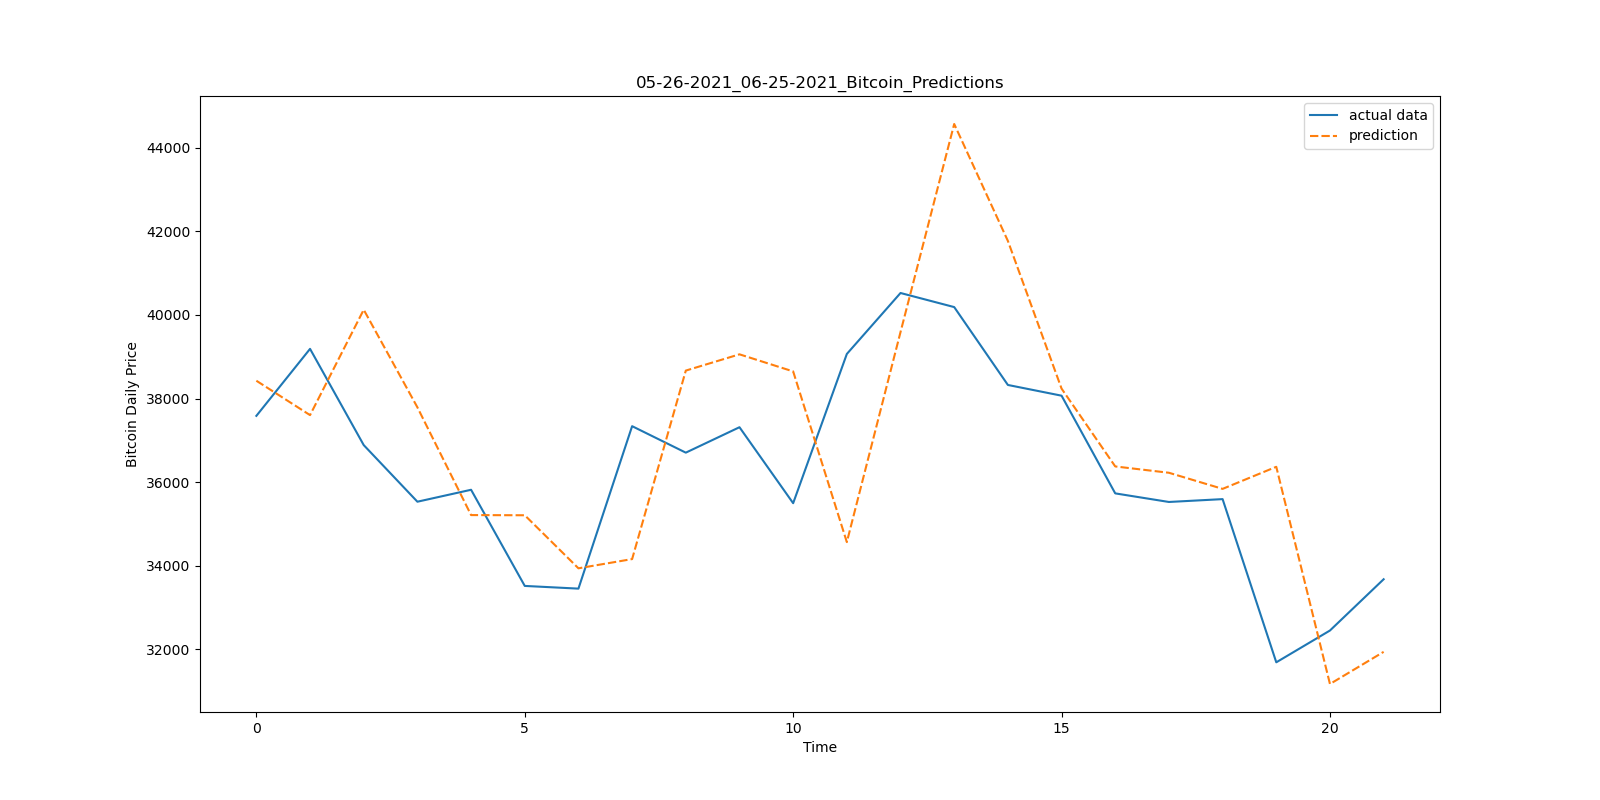 05-26-2021_06-25-2021_Bitcoin_Predictions
actual data
prediction
44000
42000
40000
38000
36000
34000
32000
Bitcoin Daily Price
0 5 10 15 20
Time